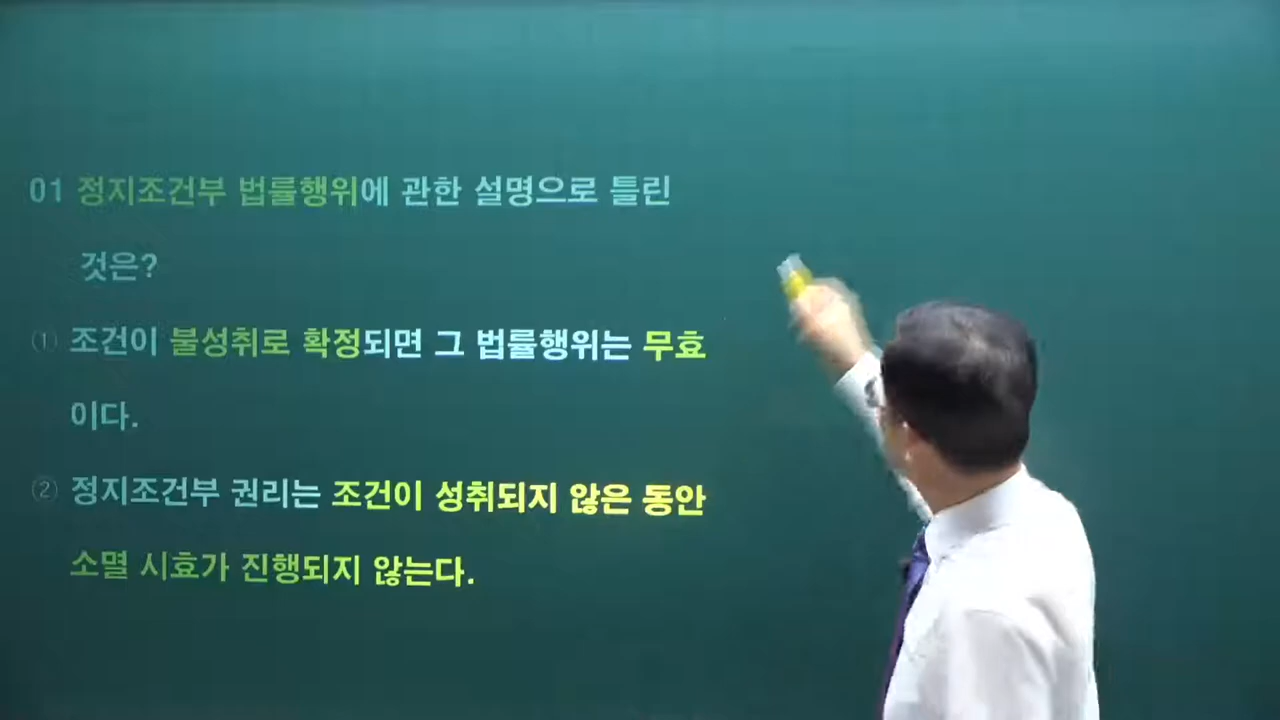 01 정지조건부 법률행위에 관한 설명으로 틀린
것은?
⑴ 조건이 불성취로 확정되면 그 법률행위는 무효
이다.
⑵ 정지조건부 권리는 조건이 성취되지 않은 동안
소멸 시효가 진행되지 않는다.